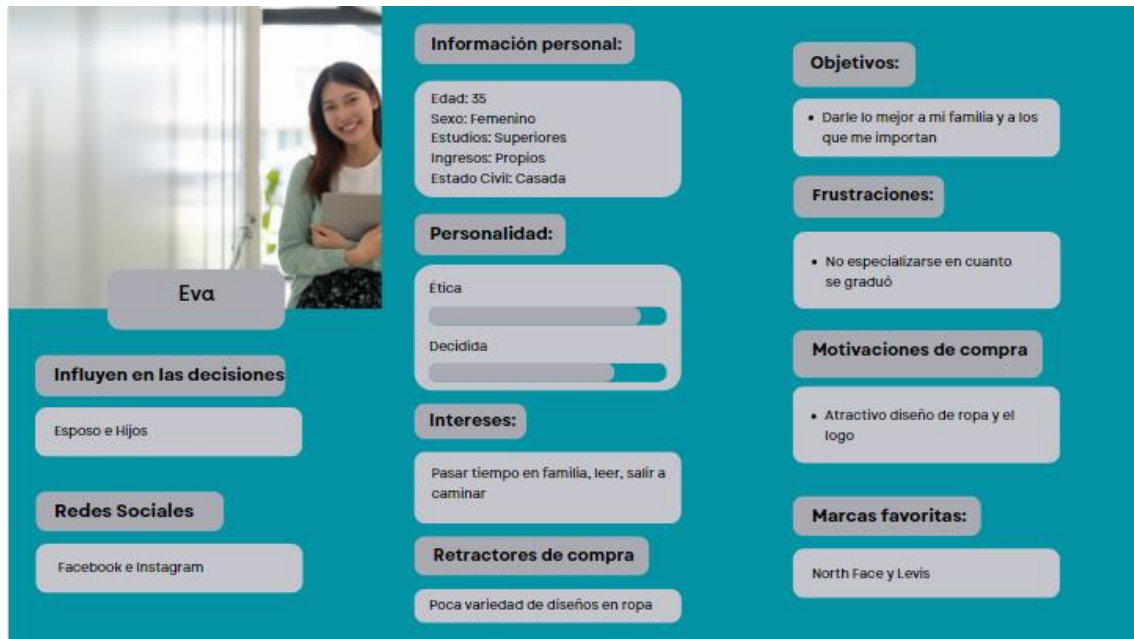 Eva
Influyen en las decisiones
Esposo e Hijos
Redes Sociales
Facebook e Instagram
Información personal:
Edad: 35
Sexo: Femenino
Estudios: Superiores
Ingresos: Propios
Estado Civil: Casada
Personalidad:
Ética
Decidida
Intereses:
Pasar tiempo en familia, leer, salir a
caminar
Retractores de compra
Poca variedad de diseños en ropa
Objetivos:
• Darle lo mejor a mi familia y a los
que me importan
Frustraciones:
• No especializarse en cuanto
se graduó
Motivaciones de compra
• Atractivo diseño de ropa y el
logo
Marcas favoritas:
North Face y Levis